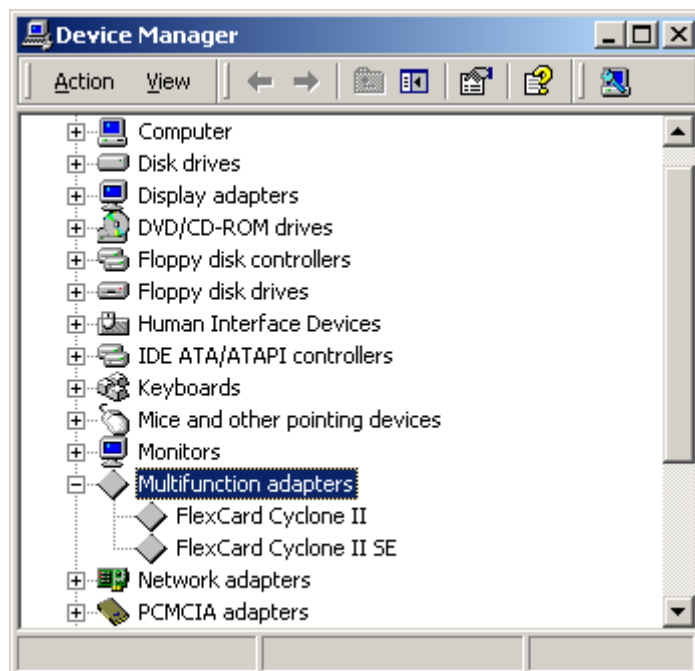 Device Manager
Action View
Computer
Disk drives
Display adapters
DVD/CD-ROM drives
Floppy disk controllers
Floppy disk drives
Human Interface Devices
IDE ATA/ATAPI controllers
Keyboards
Mice and other pointing devices
Monitors
Multifunction adapters
FlexCard Cyclone II
FlexCard Cyclone II SE
Network adapters
PCMCIA adapters